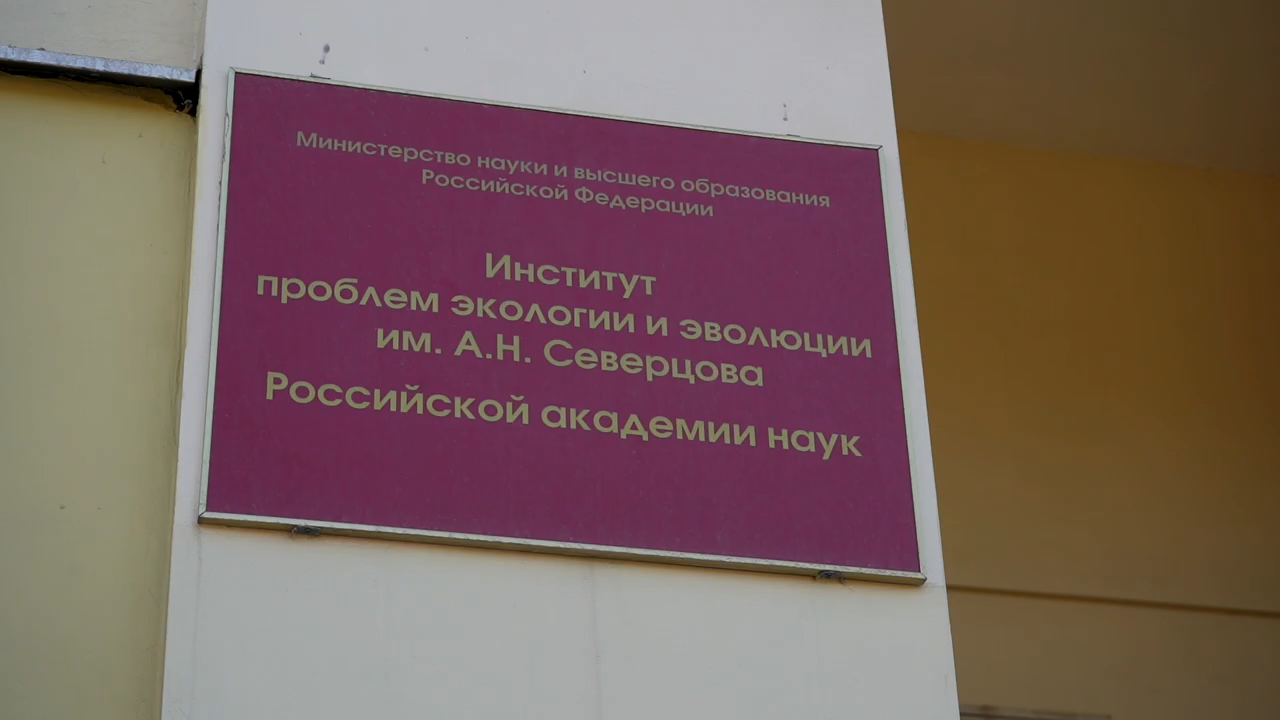 Министерство науки и высшего образования
Российской Федерации
Институт
проблем экологии и эволюции
им. А.Н. Северцова
Российской академии наук